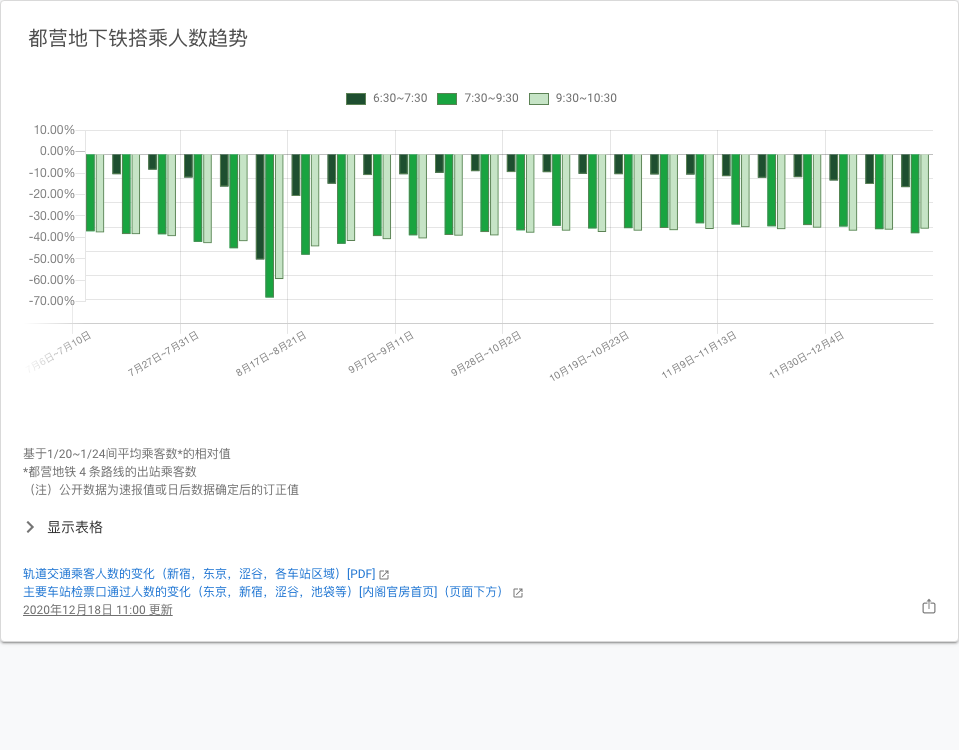 都营地下铁搭乘人数趋势
6:30~7:30 7:30~9:30 9:30~10:30
10.00%
0.00%
-10.00%
-20.00%
-30.00%
-40.00%
-50.00%
-60.00%
-70.00%
月6日~7月10日 7月27日~7月31日 8月17日~8月21日 9月7日~9月11日 9月28日~10月2日 10月19日~10月23日 11月9日~11月13日 11月30日~12月4日
基于1/20~1/24间平均乘客数*的相对值
*都营地铁 4 条路线的出站乘客数
（注）公开数据为速报值或日后数据确定后的订正值
显示表格
轨道交通乘客人数的变化（新宿，东京，涩谷，各车站区域）[PDF]
主要车站检票口通过人数的变化（东京，新宿，涩谷，池袋等）[内阁官房首页]（页面下方）
2020年12月18日 11:00 更新